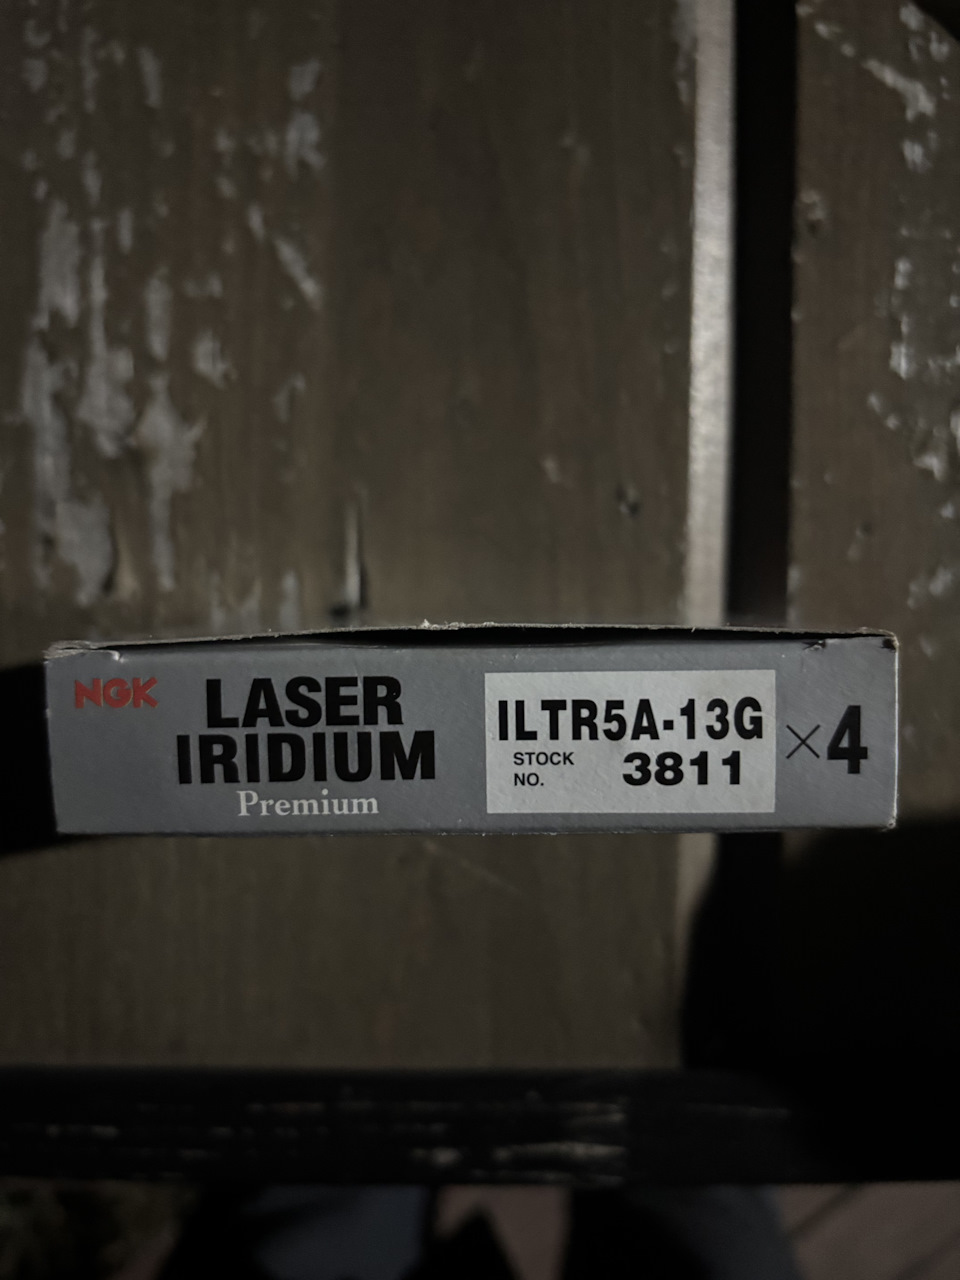 NGK
LASER
IRIDIUM
Premium
ILTR5A-13G
STOCK
NO.
3811
×4